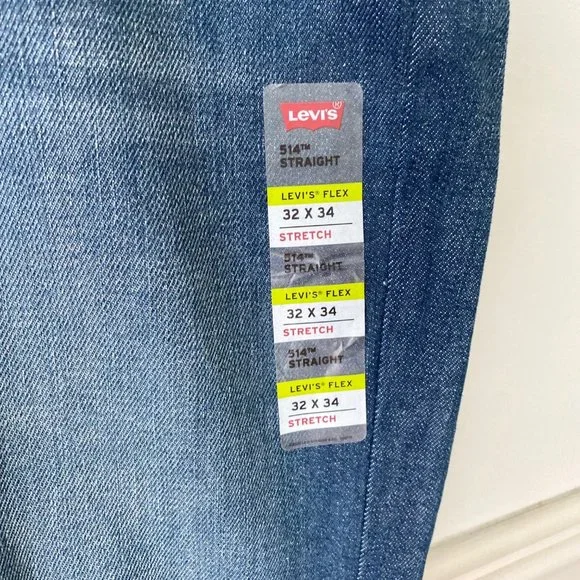 LEVI'S®
514™
STRAIGHT
LEVI'S® FLEX
32 X 34
STRETCH
514™
STRAIGHT
LEVI'S® FLEX
32 X 34
STRETCH
514™
STRAIGHT
LEVI'S® FLEX
32 X 34
STRETCH